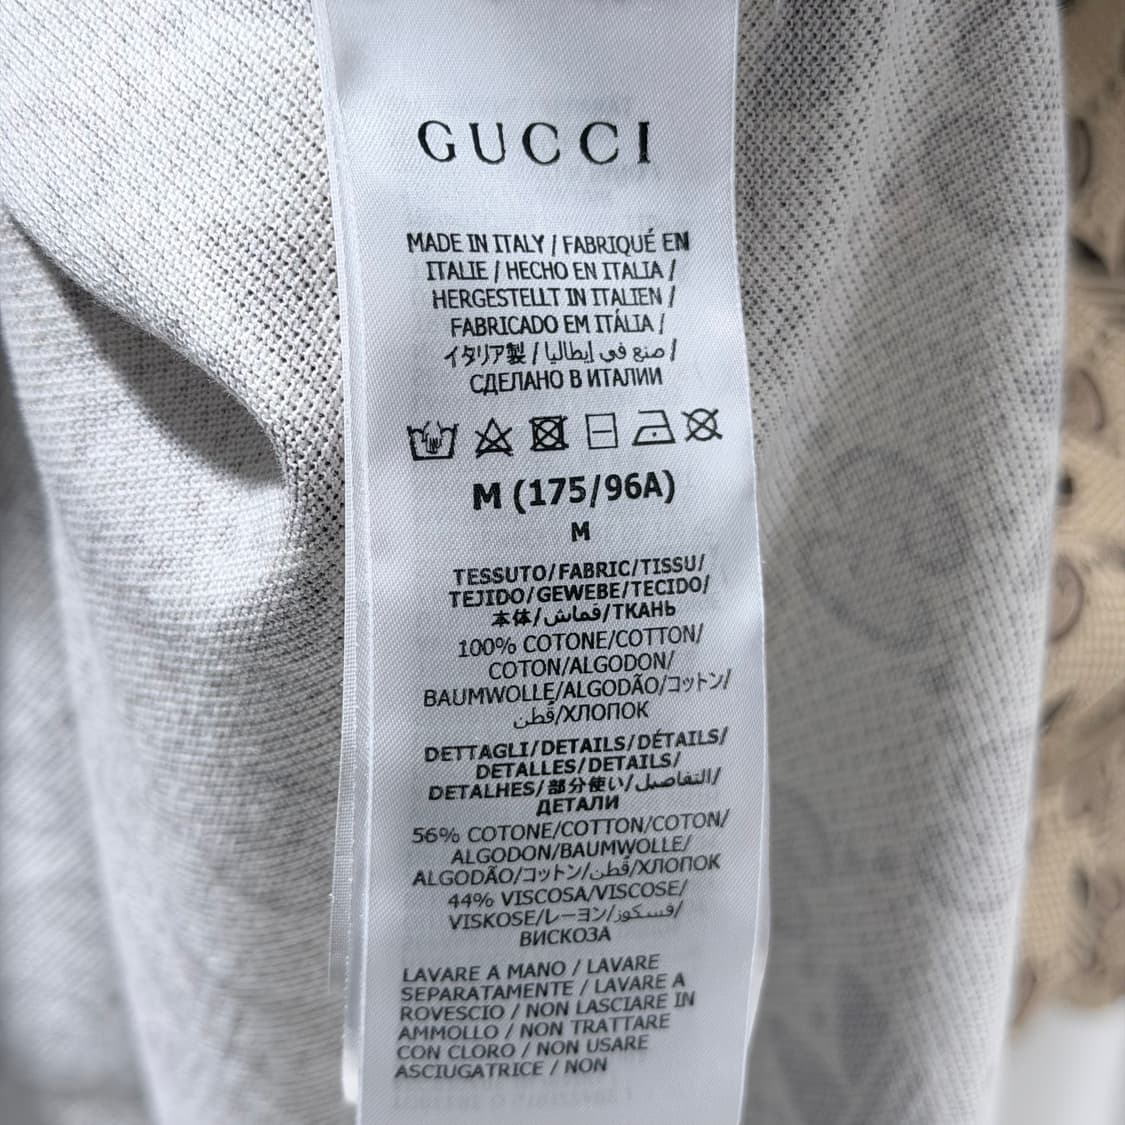 GUCCI
MADE IN ITALY / FABRIQUÉ EN
ITALIE / HECHO EN ITALIA /
HERGESTELLT IN ITALIEN /
FABRICADO EM ITÁLIA /
イタリア製 / صنع في إيطاليا /
СДЕЛАНО В ИТАЛИИ
M (175/96A)
M
TESSUTO/FABRIC/TISSU/
TEJIDO/GEWEBE/TECIDO/
本体/قماش/ТКАНЬ
100% COTONE/COTTON/
COTON/ALGODON/
BAUMWOLLE/ALGODÃO/コットン/
قطن/ХЛОПОК
DETTAGLI/DETAILS/DÉTAILS/
DETALLES/DETAILS/
DETALHES/部分使い/التفاصيل/
ДЕТАЛИ
56% COTONE/COTTON/COTON/
ALGODON/BAUMWOLLE/
ALGODÃO/コットン/قطن/ХЛОПОК
44% VISCOSA/VISCOSE/
VISKOSE/レーヨン/فسكوز/
ВИСКОЗА
LAVARE A MANO / LAVARE
SEPARATAMENTE / LAVARE A
ROVESCIO / NON LASCIARE IN
AMMOLLO / NON TRATTARE
CON CLORO / NON USARE
ASCIUGATRICE / NON